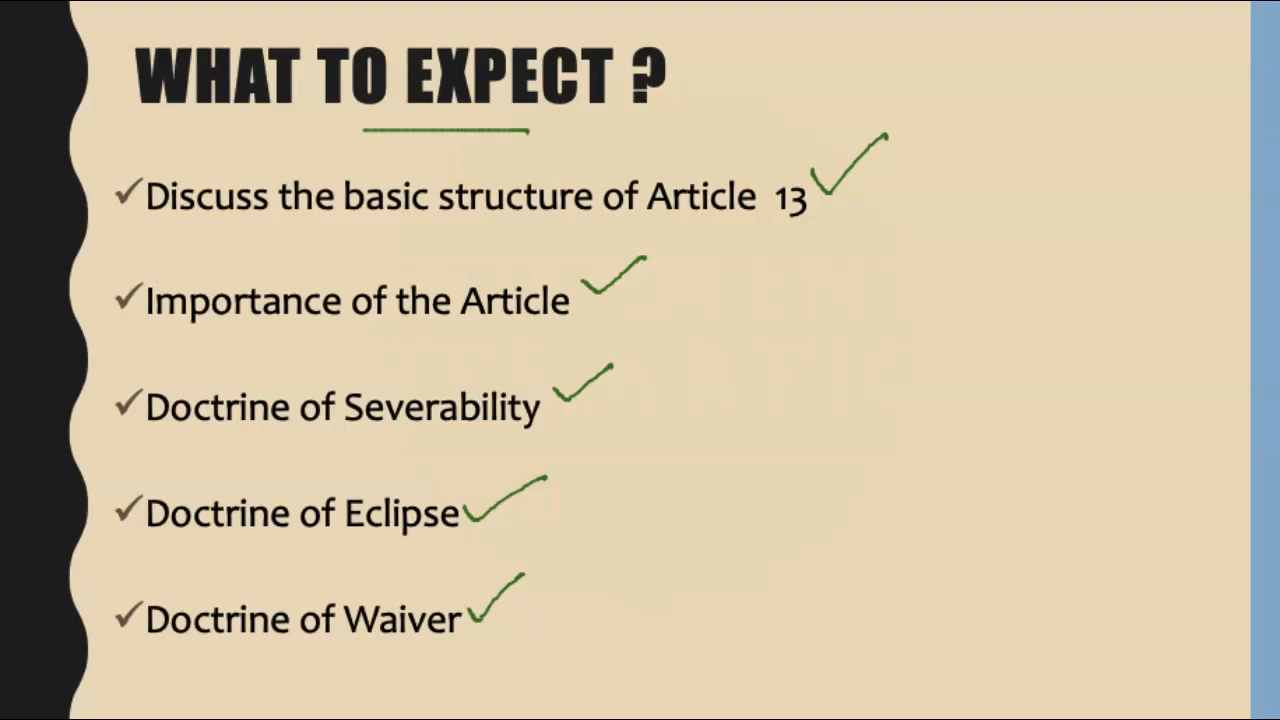 WHAT TO EXPECT ?
Discuss the basic structure of Article 13
Importance of the Article
Doctrine of Severability
Doctrine of Eclipse
Doctrine of Waiver